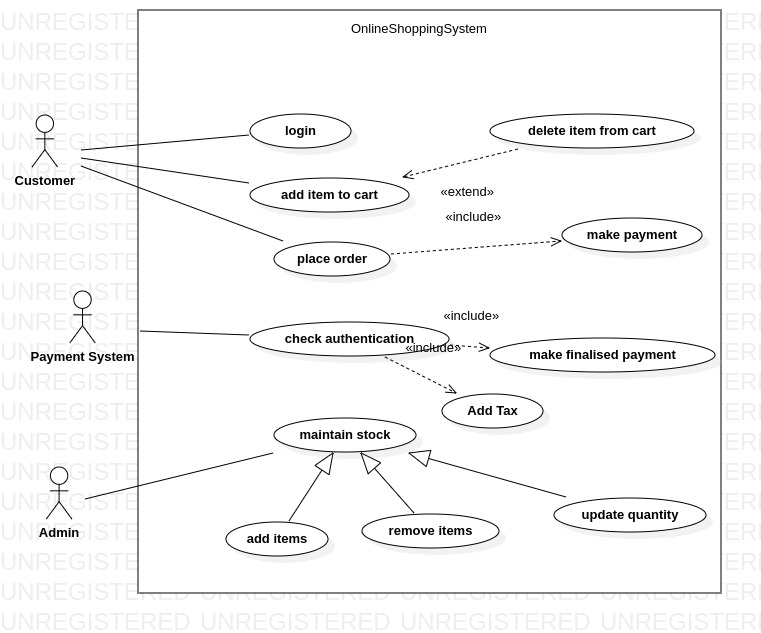 OnlineShoppingSystem
login
delete item from cart
Customer
add item to cart
«extend»
«include»
make payment
place order
«include»
check authentication
«include»
Payment System
make finalised payment
Add Tax
maintain stock
Admin
update quantity
add items
remove items
UNREGISTERED UNREGISTERED UNREGISTERED UNREGISTERED